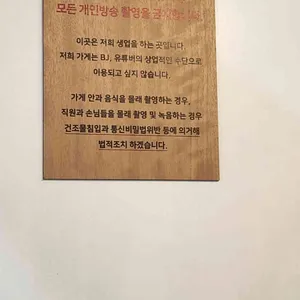 모든 개인방송 촬영을 금지합니다.
이곳은 저희 생업을 하는 곳입니다.
저희 가게는 BJ, 유튜버의 상업적인 수단으로
이용되고 싶지 않습니다.
가게 안과 음식을 몰래 촬영하는 경우,
직원과 손님들을 몰래 촬영 및 녹음하는 경우
건조물침입과 통신비밀법위반 등에 의거해
법적조치 하겠습니다.